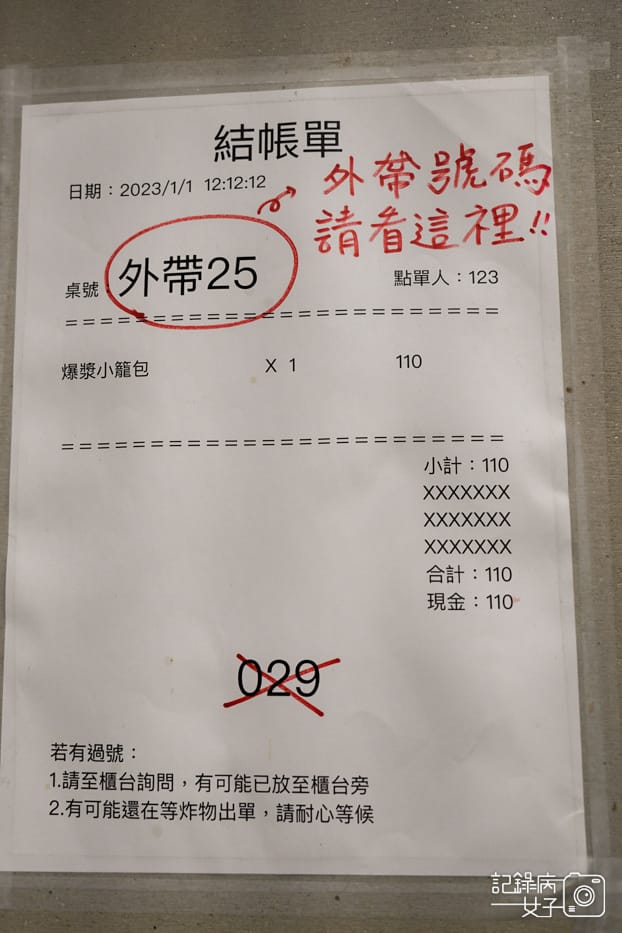 結帳單
日期：2023/1/1 12:12:12
外帶號碼
請看這裡!!
桌號：外帶25
點單人：123
=========================
爆漿小籠包 X 1 110
=========================
小計：110
XXXXXXX
XXXXXXX
XXXXXXX
合計：110
現金：110
029
若有過號：
1.請至櫃台詢問，有可能已放至櫃台旁
2.有可能還在等炸物出單，請耐心等候
記錄病
女子